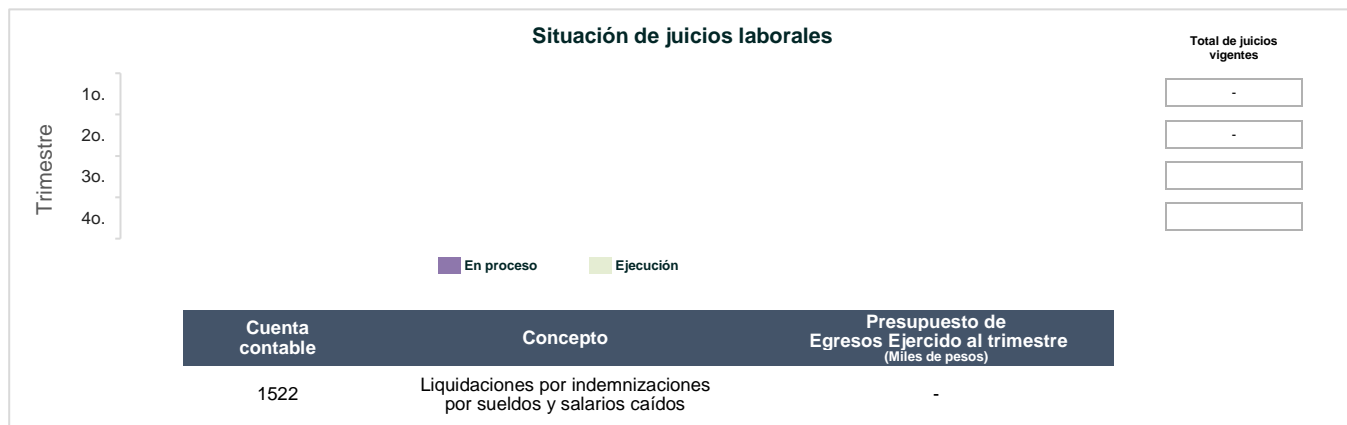 Situación de juicios laborales
Total de juicios
vigentes
Trimestre
1o.
-
2o.
-
3o.
4o.
En proceso
Ejecución
Cuenta
contable
Concepto
Presupuesto de
Egresos Ejercido al trimestre
(Miles de pesos)
1522
Liquidaciones por indemnizaciones
por sueldos y salarios caídos
-